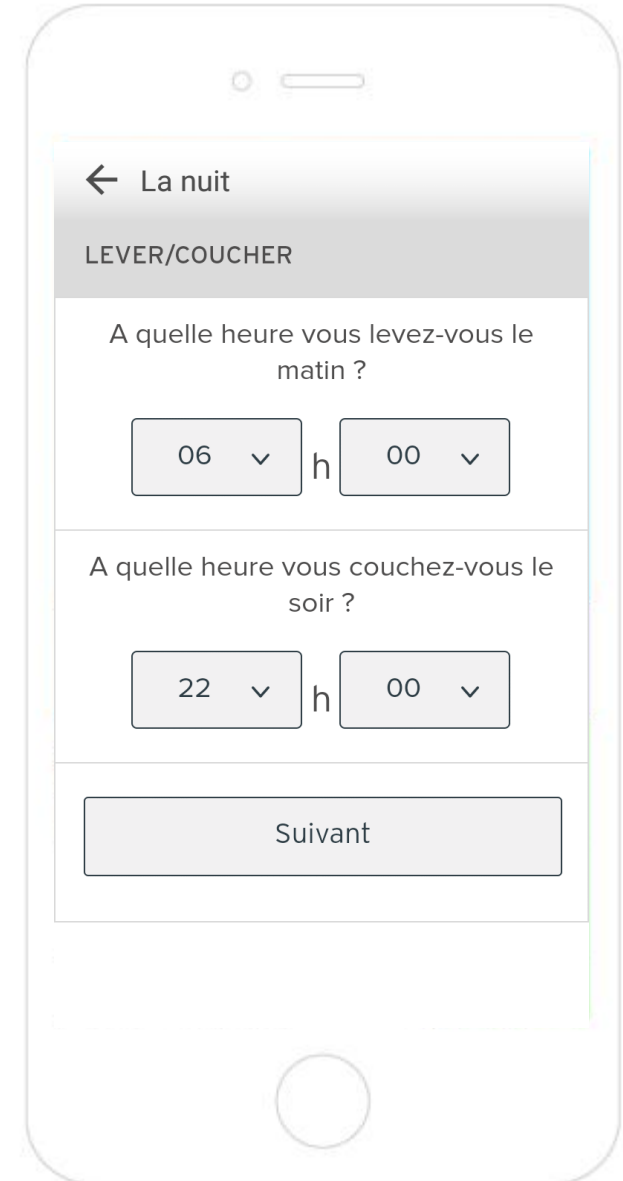 La nuit
LEVER/COUCHER
A quelle heure vous levez-vous le
matin ?
06 h 00
A quelle heure vous couchez-vous le
soir ?
22 h 00
Suivant